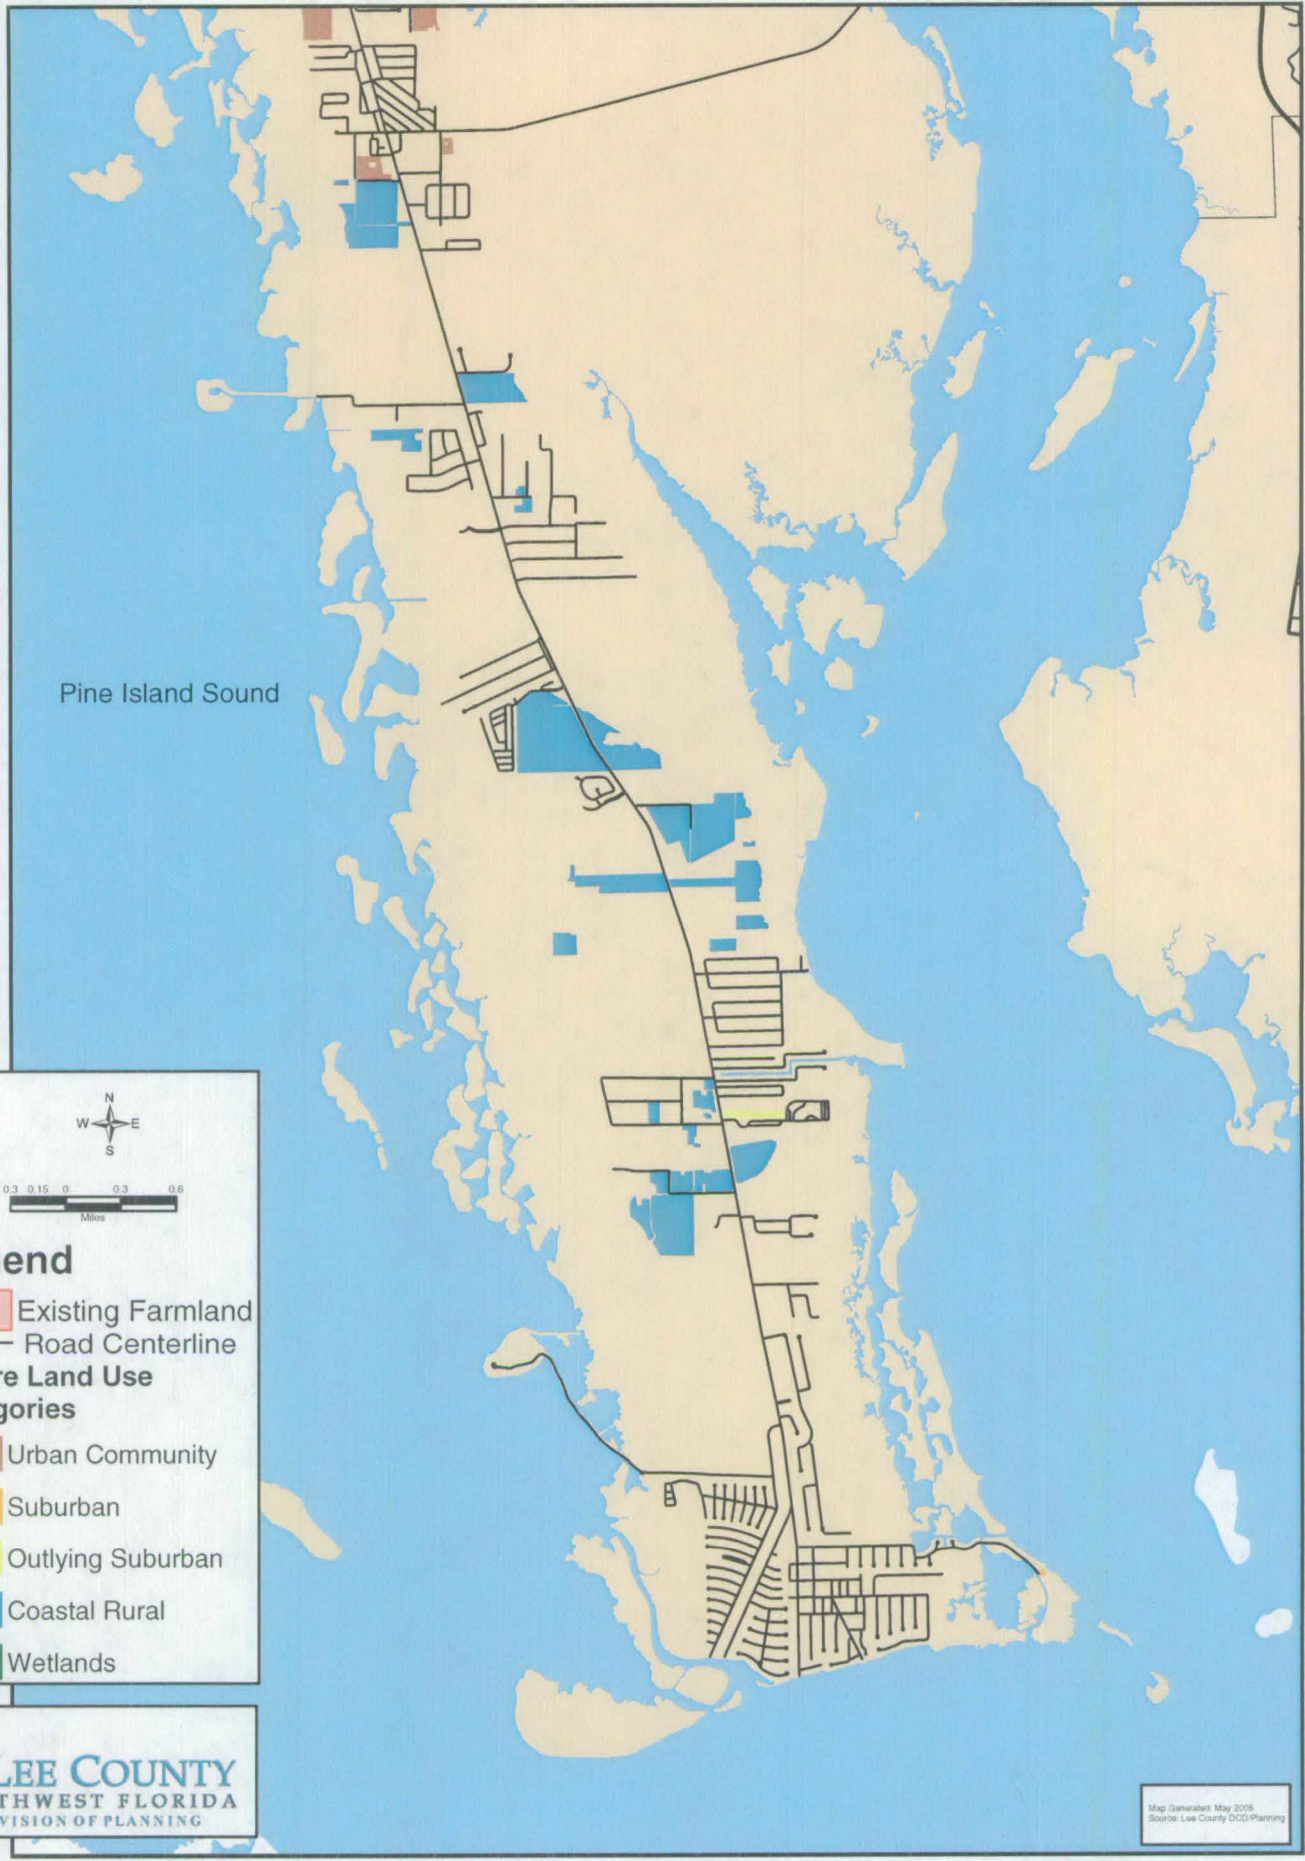 Pine Island Sound
N
W E
S
0.3 0.15 0 0.3 0.6
Miles
end
Existing Farmland
Road Centerline
re Land Use
gories
Urban Community
Suburban
Outlying Suburban
Coastal Rural
Wetlands
LEE COUNTY
THWEST FLORIDA
VISION OF PLANNING
Map Generated: May 2005
Source: Lee County DCD/Planning